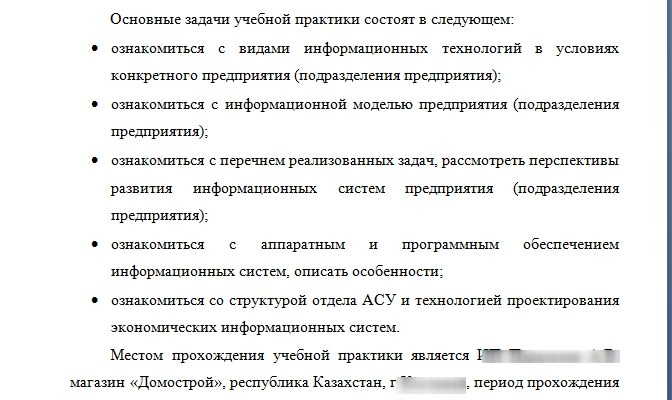 Основные задачи учебной практики состоят в следующем:
• ознакомиться с видами информационных технологий в условиях
конкретного предприятия (подразделения предприятия);
• ознакомиться с информационной моделью предприятия (подразделения
предприятия);
• ознакомиться с перечнем реализованных задач, рассмотреть перспективы
развития информационных систем предприятия (подразделения
предприятия);
• ознакомиться с аппаратным и программным обеспечением
информационных систем, описать особенности;
• ознакомиться со структурой отдела АСУ и технологией проектирования
экономических информационных систем.
Местом прохождения учебной практики является
магазин «Домострой», республика Казахстан, г , период прохождения